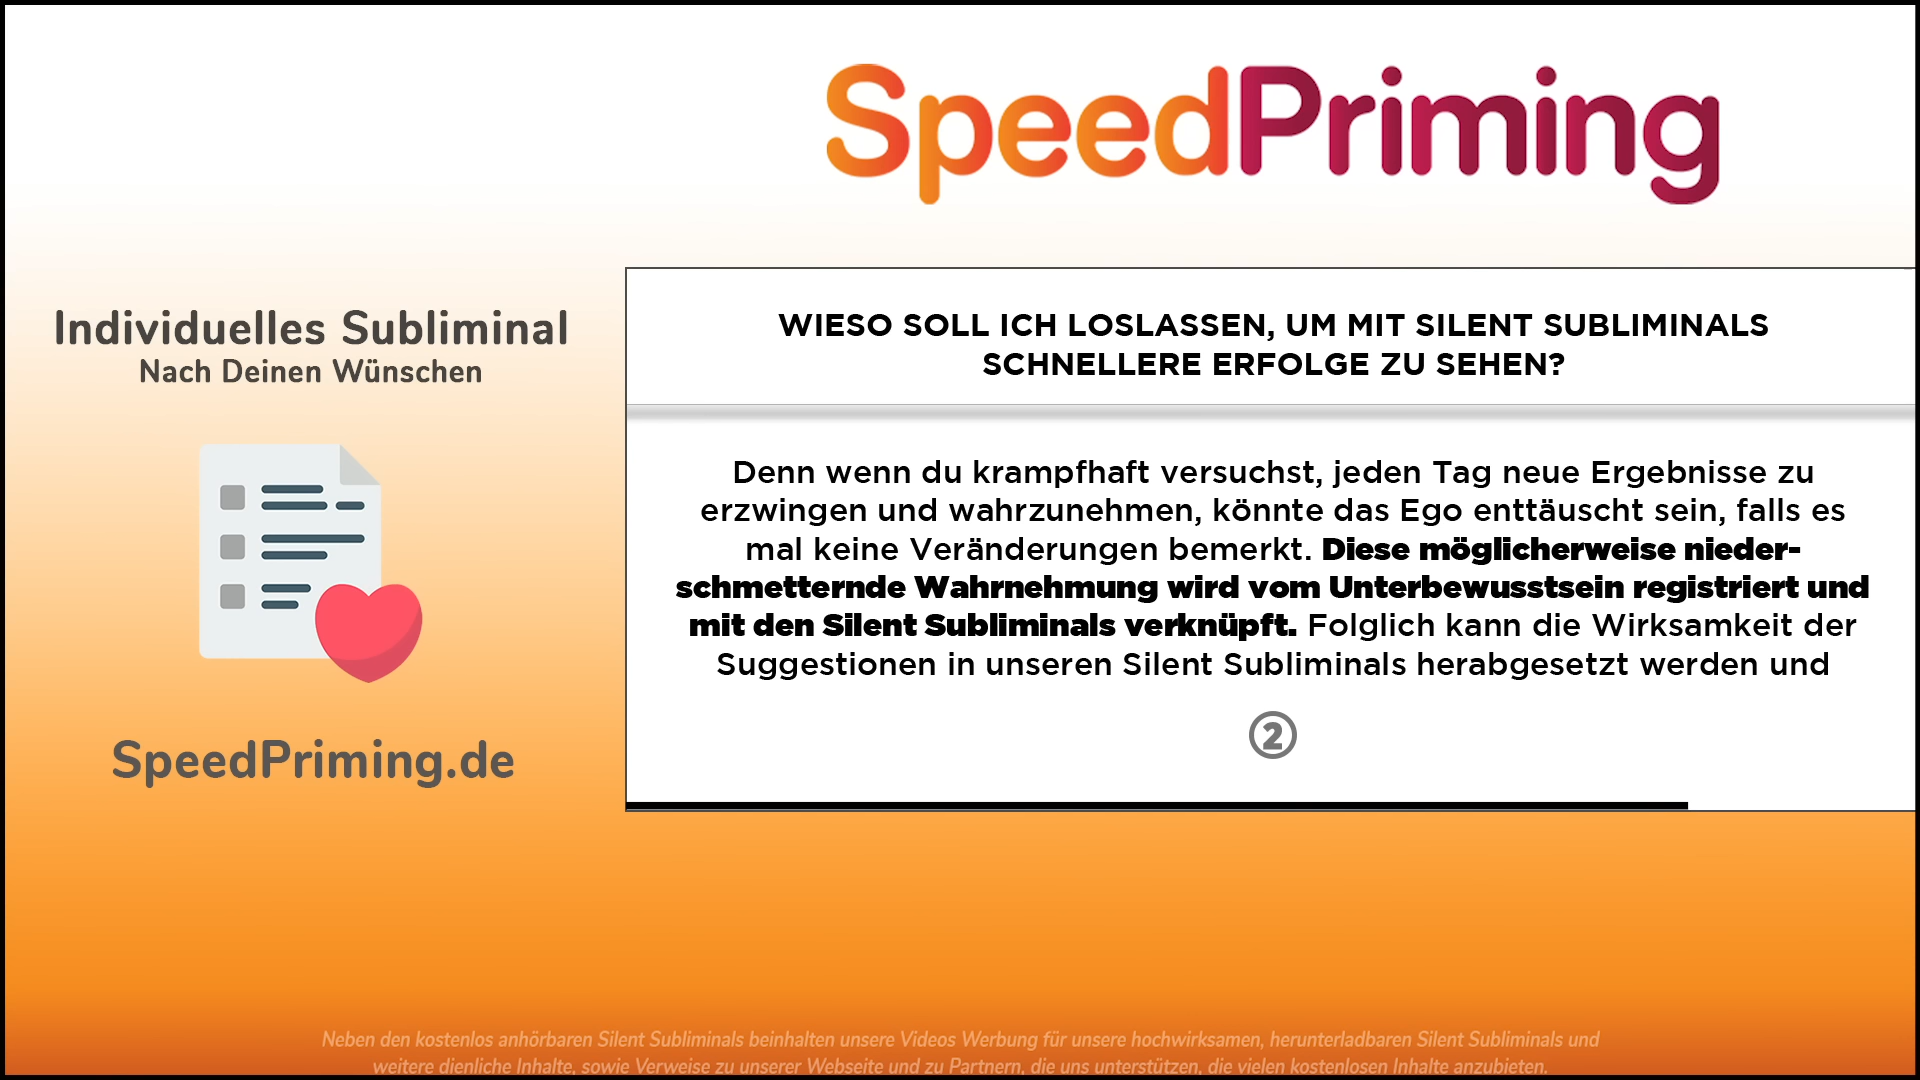 SpeedPriming
Individuelles Subliminal
Nach Deinen Wünschen
SpeedPriming.de
WIESO SOLL ICH LOSLASSEN, UM MIT SILENT SUBLIMINALS
SCHNELLERE ERFOLGE ZU SEHEN?
Denn wenn du krampfhaft versuchst, jeden Tag neue Ergebnisse zu
erzwingen und wahrzunehmen, könnte das Ego enttäuscht sein, falls es
mal keine Veränderungen bemerkt. Diese möglicherweise nieder-
schmetternde Wahrnehmung wird vom Unterbewusstsein registriert und
mit den Silent Subliminals verknüpft. Folglich kann die Wirksamkeit der
Suggestionen in unseren Silent Subliminals herabgesetzt werden und
2
Neben den kostenlos anhörbaren Silent Subliminals beinhalten unsere Videos Werbung für unsere hochwirksamen, herunterladbaren Silent Subliminals und
weitere dienliche Inhalte, sowie Verweise zu unserer Webseite und zu Partnern, die uns unterstützen, die vielen kostenlosen Inhalte anzubieten.